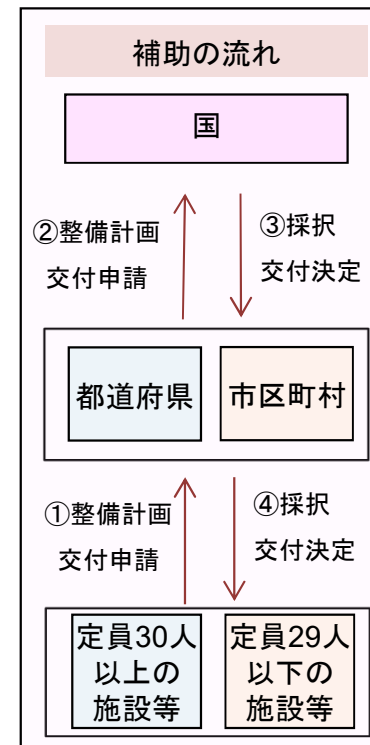 補助の流れ
国
②整備計画
交付申請
③採択
交付決定
都道府県
市区町村
①整備計画
交付申請
④採択
交付決定
定員30人
以上の
施設等
定員29人
以下の
施設等